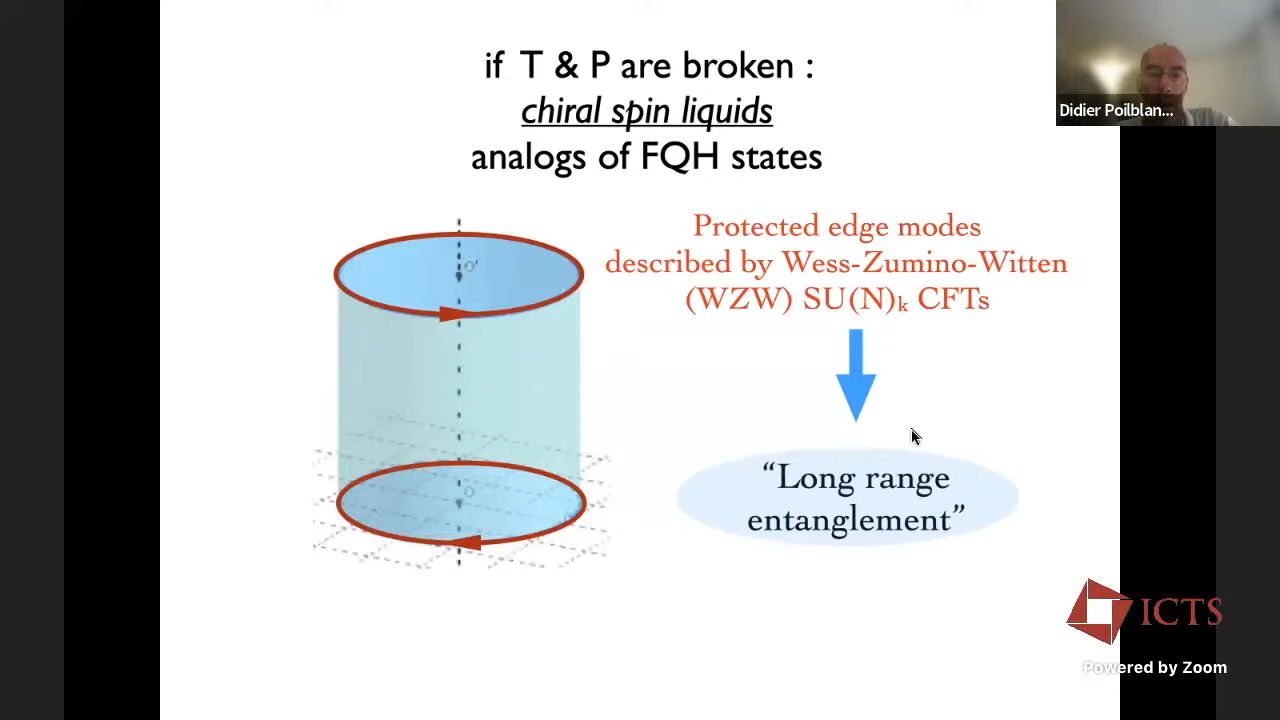 if T & P are broken :
chiral spin liquids
analogs of FQH states
Didier Poilblan...
Protected edge modes
described by Wess-Zumino-Witten
(WZW) SU(N)ₖ CFTs
O'
O
“Long range
entanglement”
ICTS
Powered by Zoom